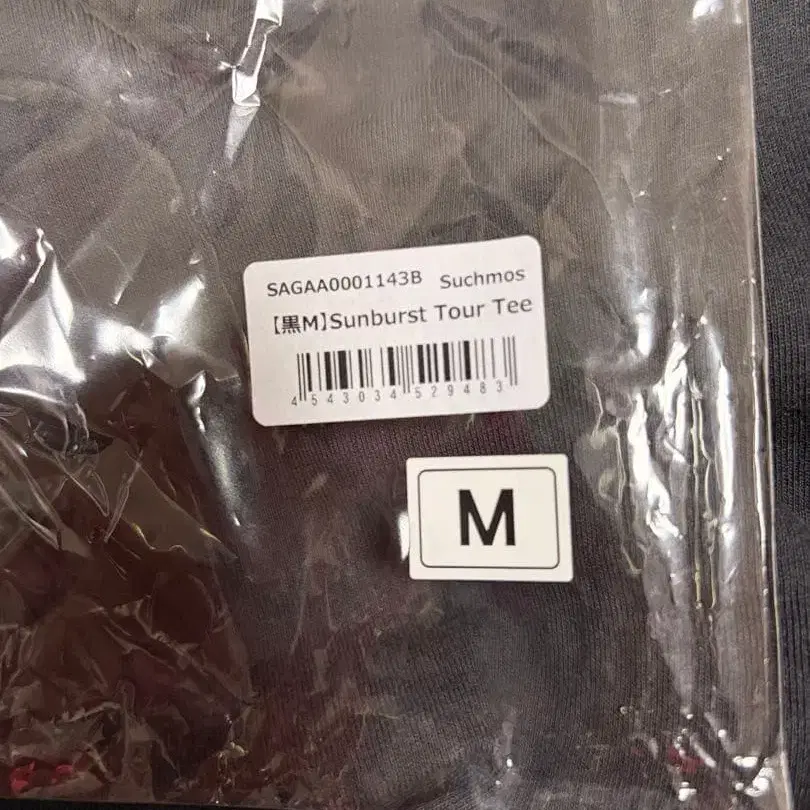 SAGAA0001143B Suchmos
【黒M】Sunburst Tour Tee
4543034529483
M